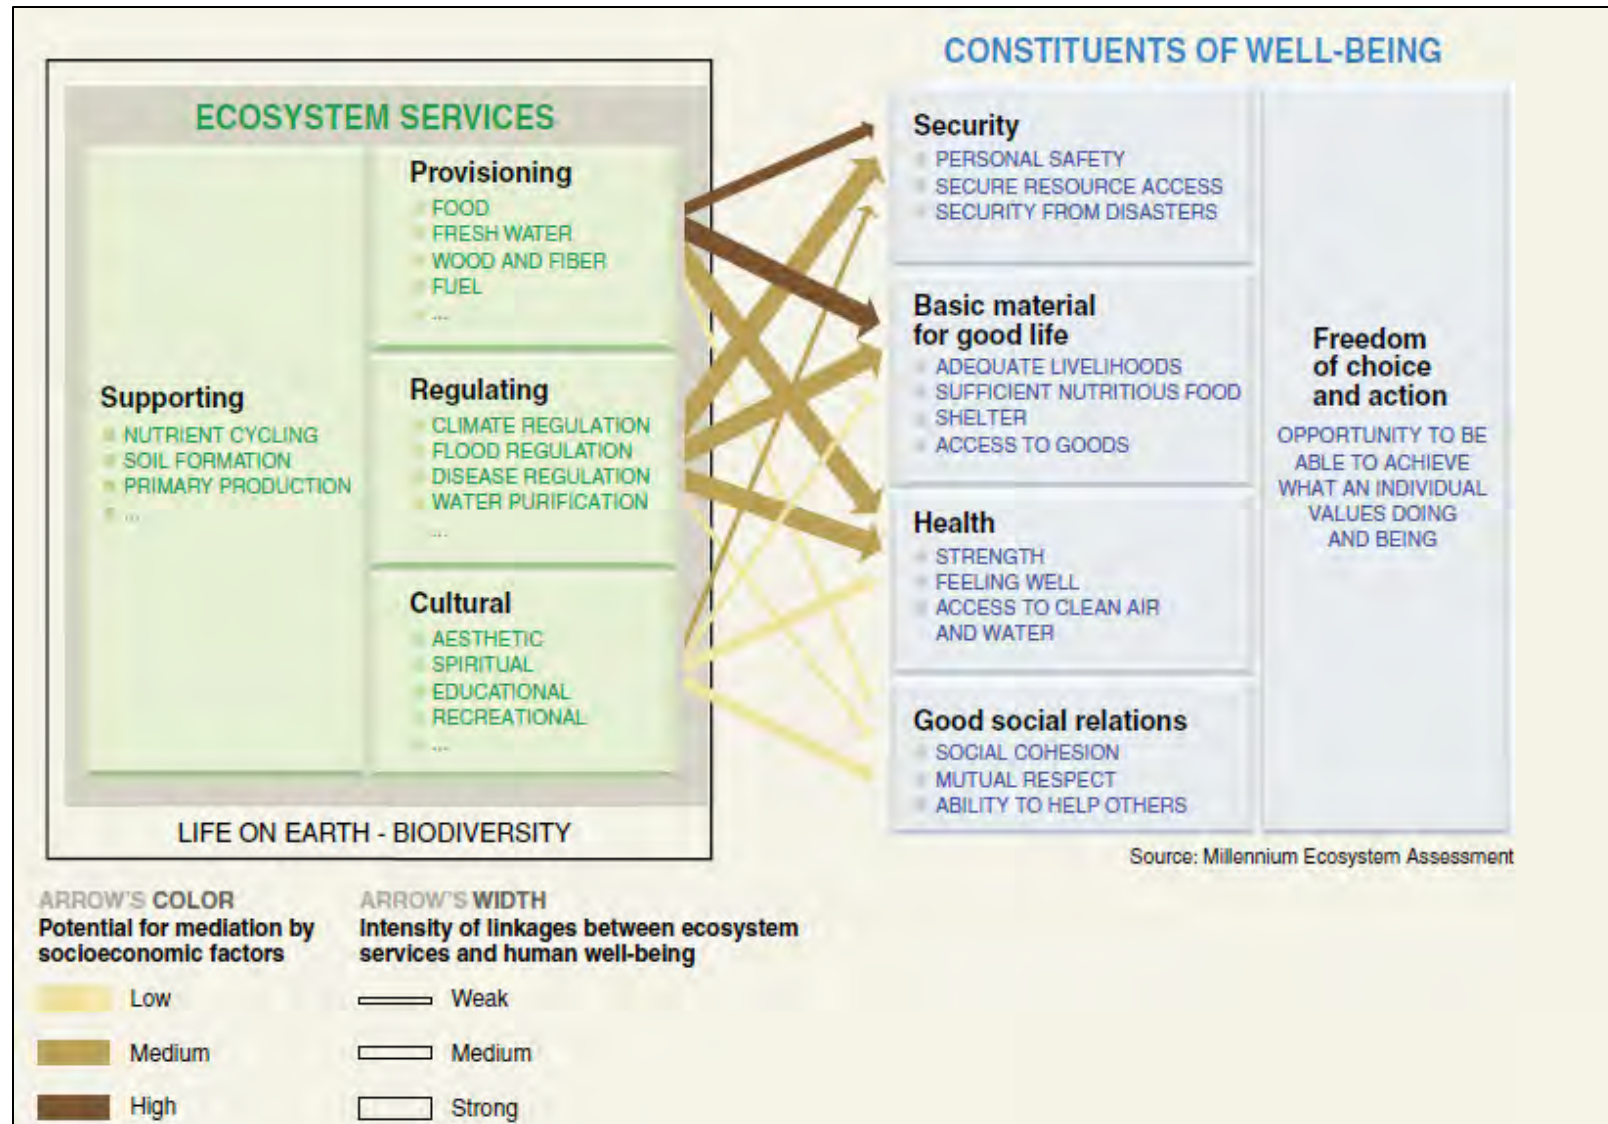 CONSTITUENTS OF WELL-BEING
ECOSYSTEM SERVICES
Supporting
NUTRIENT CYCLING
SOIL FORMATION
PRIMARY PRODUCTION
...
Provisioning
FOOD
FRESH WATER
WOOD AND FIBER
FUEL
...
Regulating
CLIMATE REGULATION
FLOOD REGULATION
DISEASE REGULATION
WATER PURIFICATION
...
Cultural
AESTHETIC
SPIRITUAL
EDUCATIONAL
RECREATIONAL
...
LIFE ON EARTH - BIODIVERSITY
Security
PERSONAL SAFETY
SECURE RESOURCE ACCESS
SECURITY FROM DISASTERS
Basic material
for good life
ADEQUATE LIVELIHOODS
SUFFICIENT NUTRITIOUS FOOD
SHELTER
ACCESS TO GOODS
Health
STRENGTH
FEELING WELL
ACCESS TO CLEAN AIR
AND WATER
Good social relations
SOCIAL COHESION
MUTUAL RESPECT
ABILITY TO HELP OTHERS
Freedom
of choice
and action
OPPORTUNITY TO BE
ABLE TO ACHIEVE
WHAT AN INDIVIDUAL
VALUES DOING
AND BEING
Source: Millennium Ecosystem Assessment
ARROW'S COLOR
Potential for mediation by
socioeconomic factors
Low
Medium
High
ARROW'S WIDTH
Intensity of linkages between ecosystem
services and human well-being
Weak
Medium
Strong